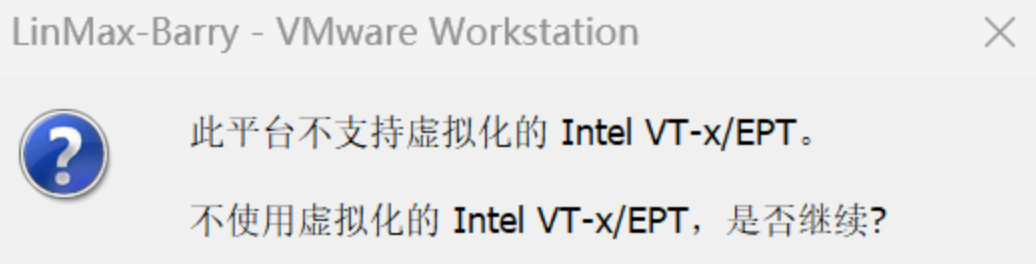 LinMax-Barry - VMware Workstation
此平台不支持虚拟化的 Intel VT-x/EPT。
不使用虚拟化的 Intel VT-x/EPT，是否继续?